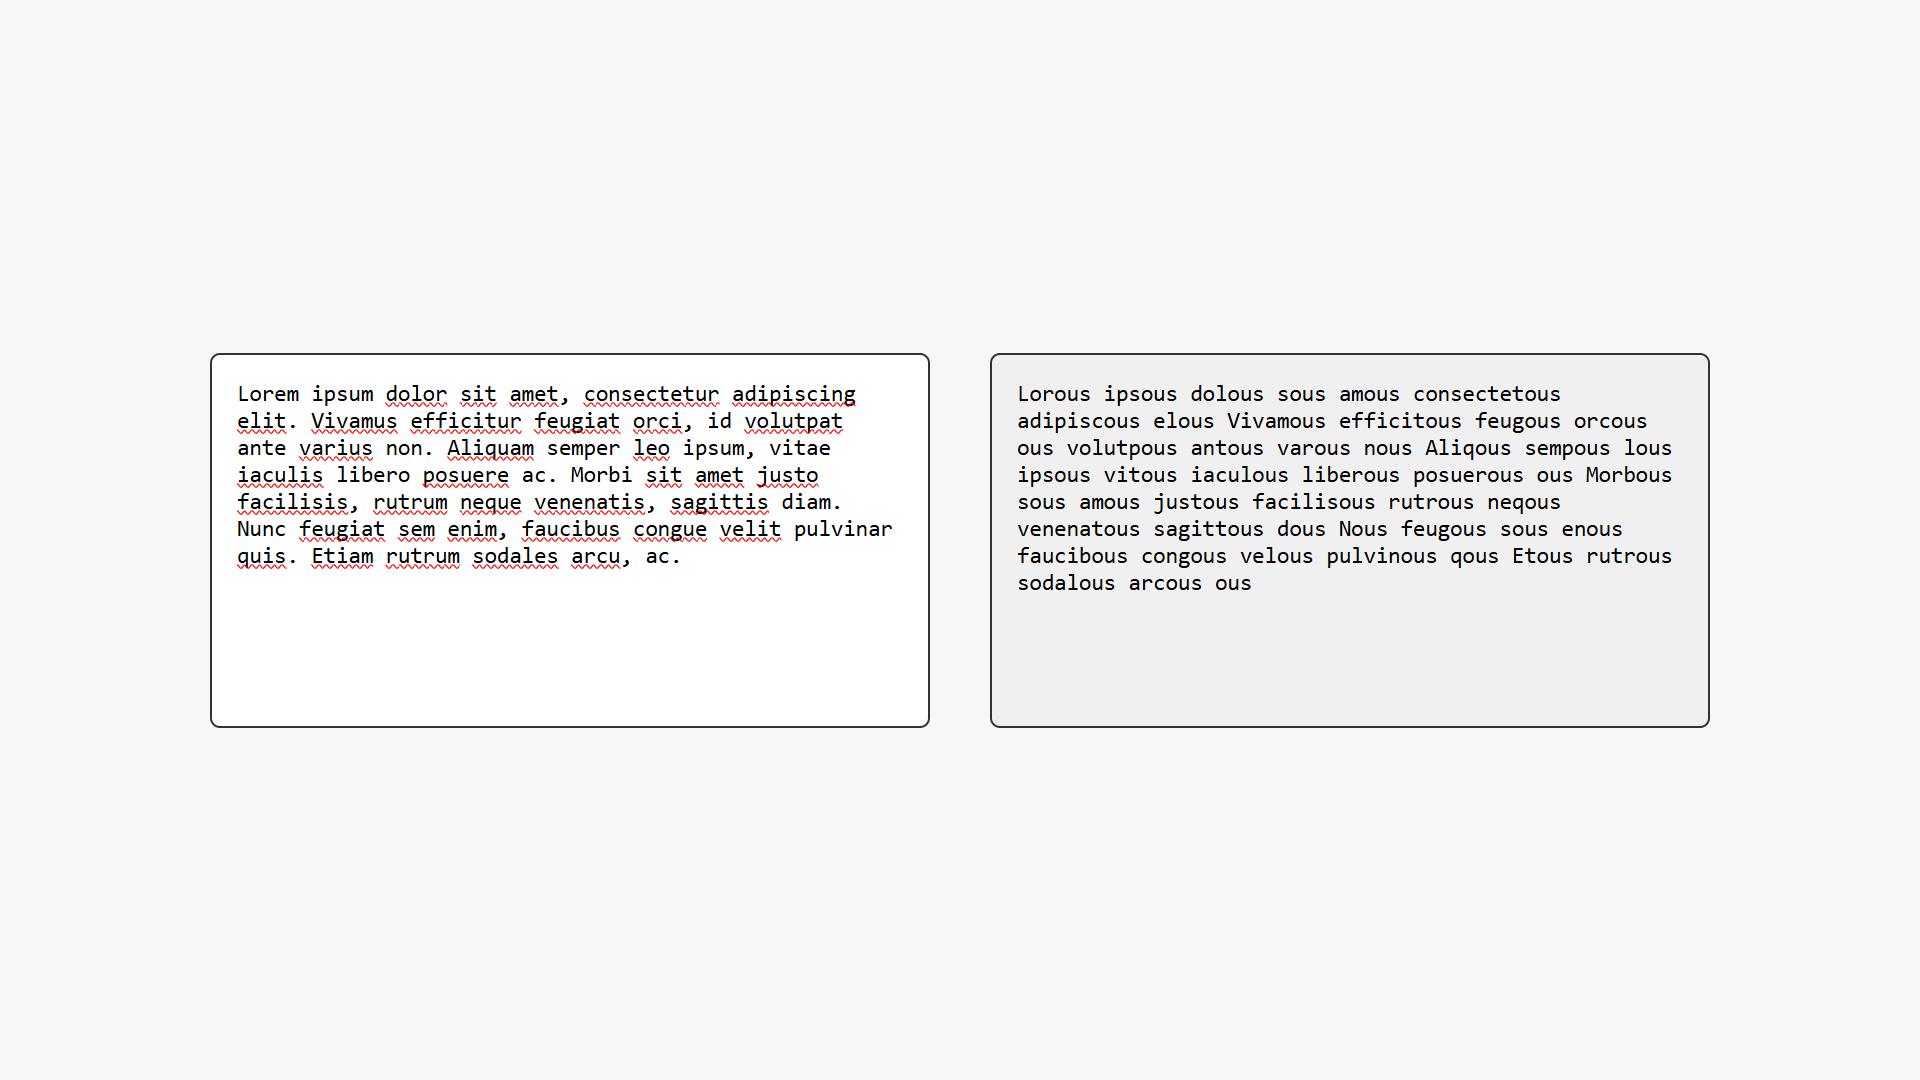 Lorem ipsum dolor sit amet, consectetur adipiscing
elit. Vivamus efficitur feugiat orci, id volutpat
ante varius non. Aliquam semper leo ipsum, vitae
iaculis libero posuere ac. Morbi sit amet justo
facilisis, rutrum neque venenatis, sagittis diam.
Nunc feugiat sem enim, faucibus congue velit pulvinar
quis. Etiam rutrum sodales arcu, ac.
Lorous ipsous dolous sous amous consectetous
adipiscous elous Vivamous efficitous feugous orcous
ous volutpous antous varous nous Aliqous sempous lous
ipsous vitous iaculous liberous posuerous ous Morbous
sous amous justous facilisous rutrous neqous
venenatous sagittous dous Nous feugous sous enous
faucibous congous velous pulvinous qous Etous rutrous
sodalous arcous ous